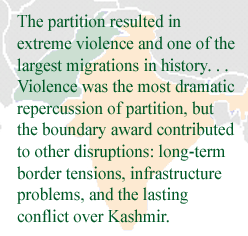 The partition resulted in
extreme violence and one of the
largest migrations in history. . .
Violence was the most dramatic
repercussion of partition, but
the boundary award contributed
to other disruptions: long-term
border tensions, infrastructure
problems, and the lasting
conflict over Kashmir.